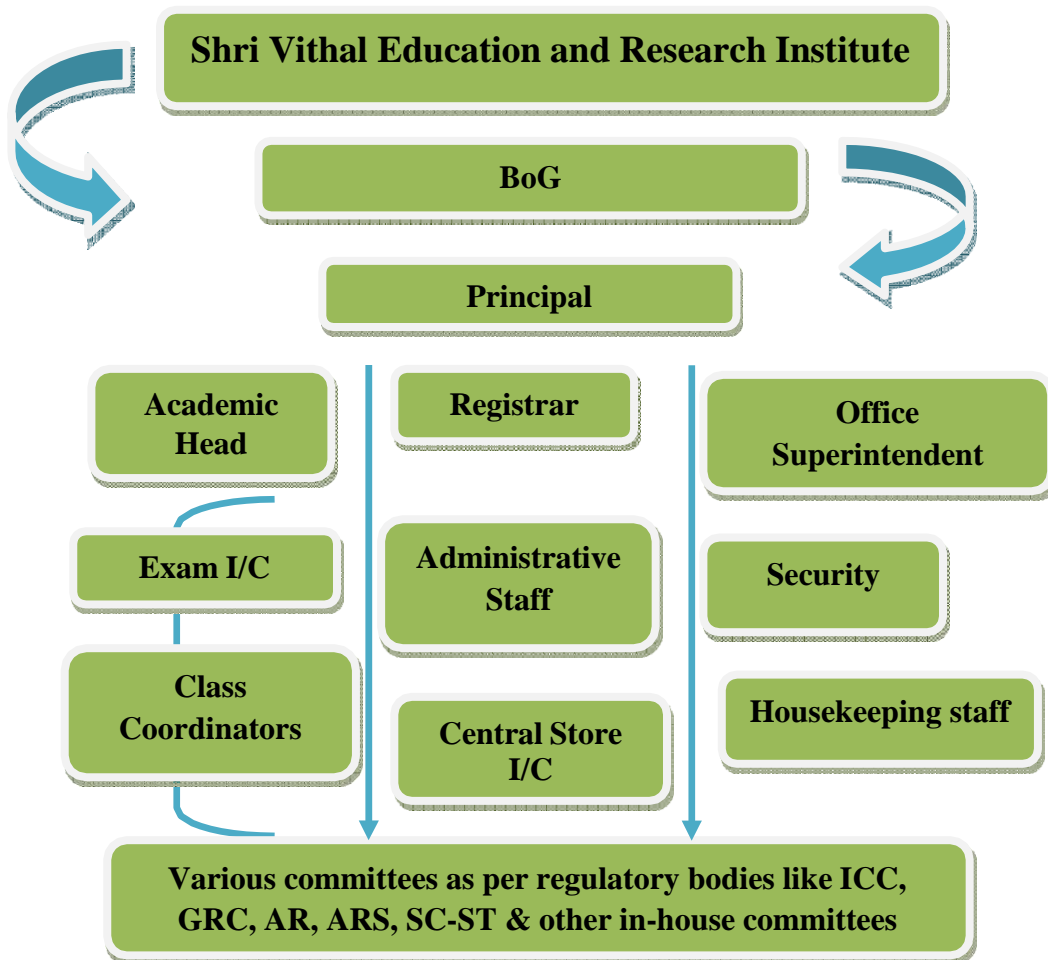 Shri Vithal Education and Research Institute
BoG
Principal
Academic
Head
Registrar
Office
Superintendent
Exam I/C
Administrative
Staff
Security
Class
Coordinators
Central Store
I/C
Housekeeping staff
Various committees as per regulatory bodies like ICC,
GRC, AR, ARS, SC-ST & other in-house committees